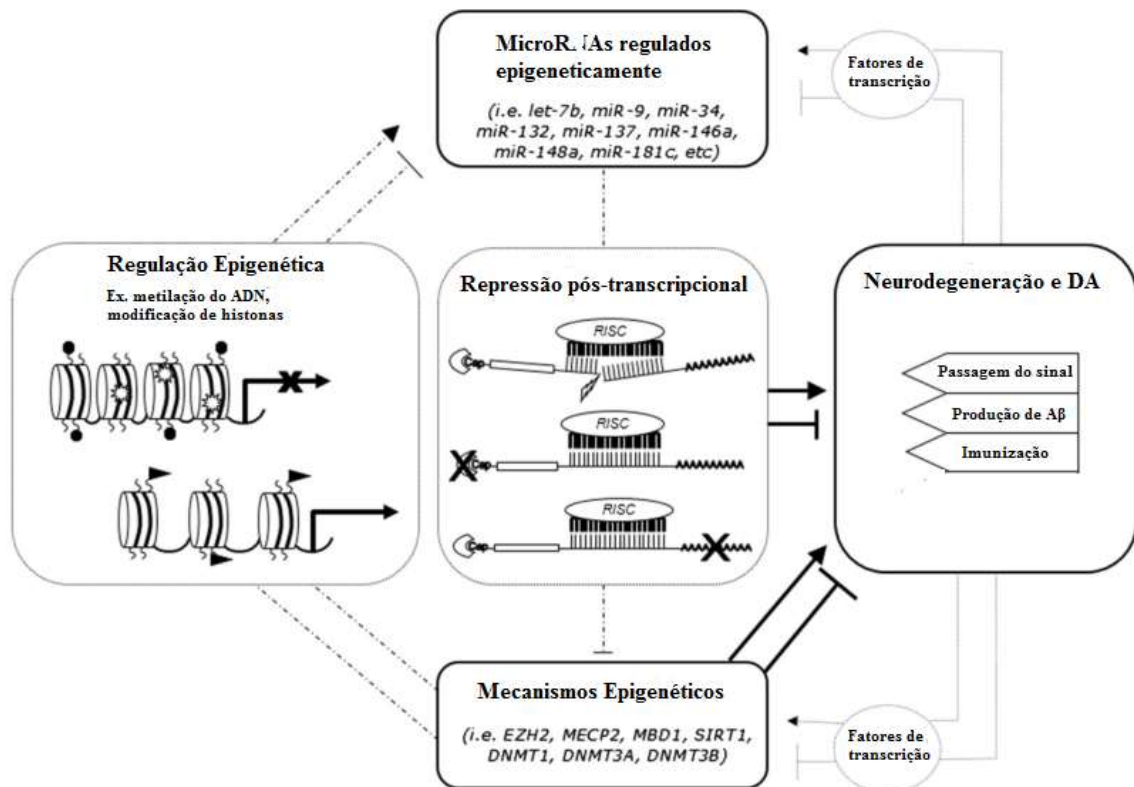 MicroRNAs regulados
epigeneticamente
(i.e. let-7b, miR-9, miR-34,
miR-132, miR-137, miR-146a,
miR-148a, miR-181c, etc)
Fatores de
transcrição
Regulação Epigenética
Ex. metilação do ADN,
modificação de histonas
Repressão pós-transcripcional
RISC
RISC
RISC
Neurodegeneração e DA
Passagem do sinal
Produção de Aβ
Imunização
Mecanismos Epigenéticos
(i.e. EZH2, MECP2, MBD1, SIRT1,
DNMT1, DNMT3A, DNMT3B)
Fatores de
transcrição